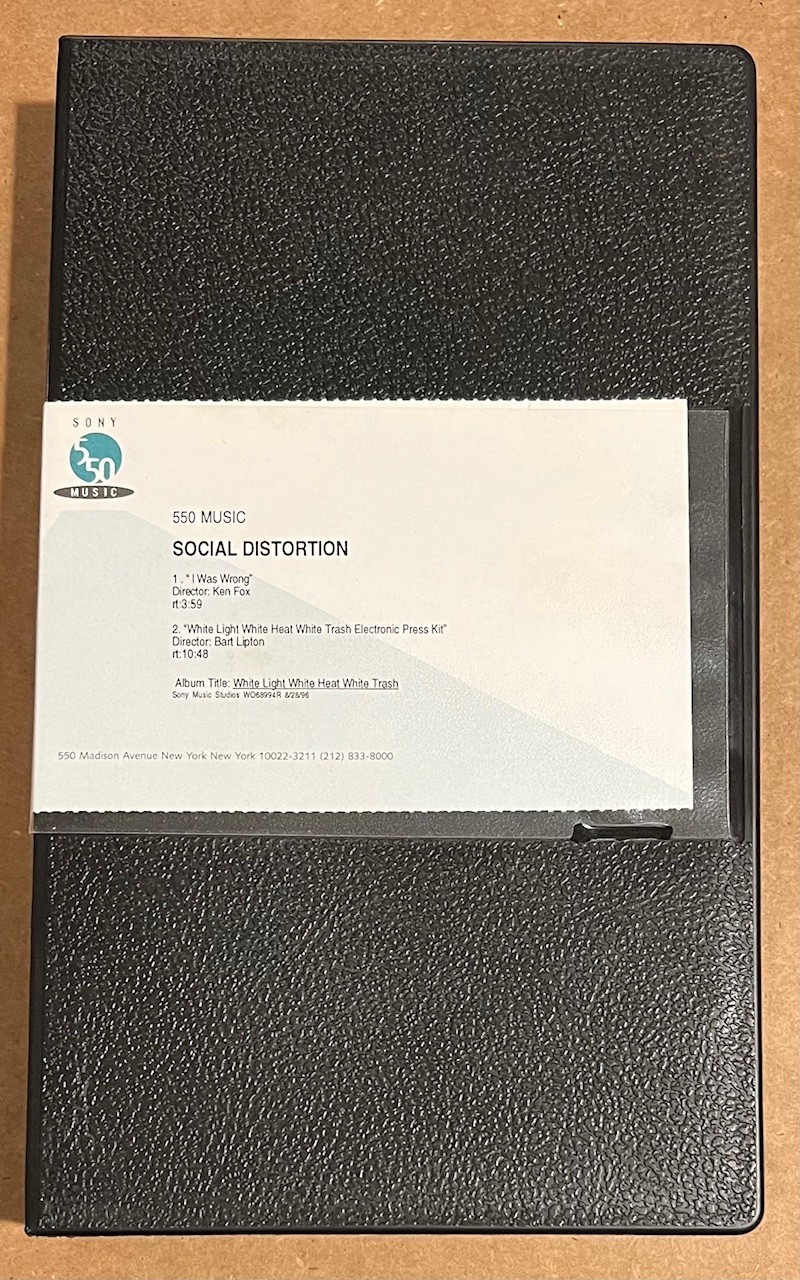 SONY
550
MUSIC
550 MUSIC
SOCIAL DISTORTION
1 . " I Was Wrong"
Director: Ken Fox
rt:3:59
2. "White Light White Heat White Trash Electronic Press Kit"
Director: Bart Lipton
rt:10:48
Album Title: White Light White Heat White Trash
Sony Music Studios WO68994R 8/28/96
550 Madison Avenue New York New York 10022-3211 (212) 833-8000